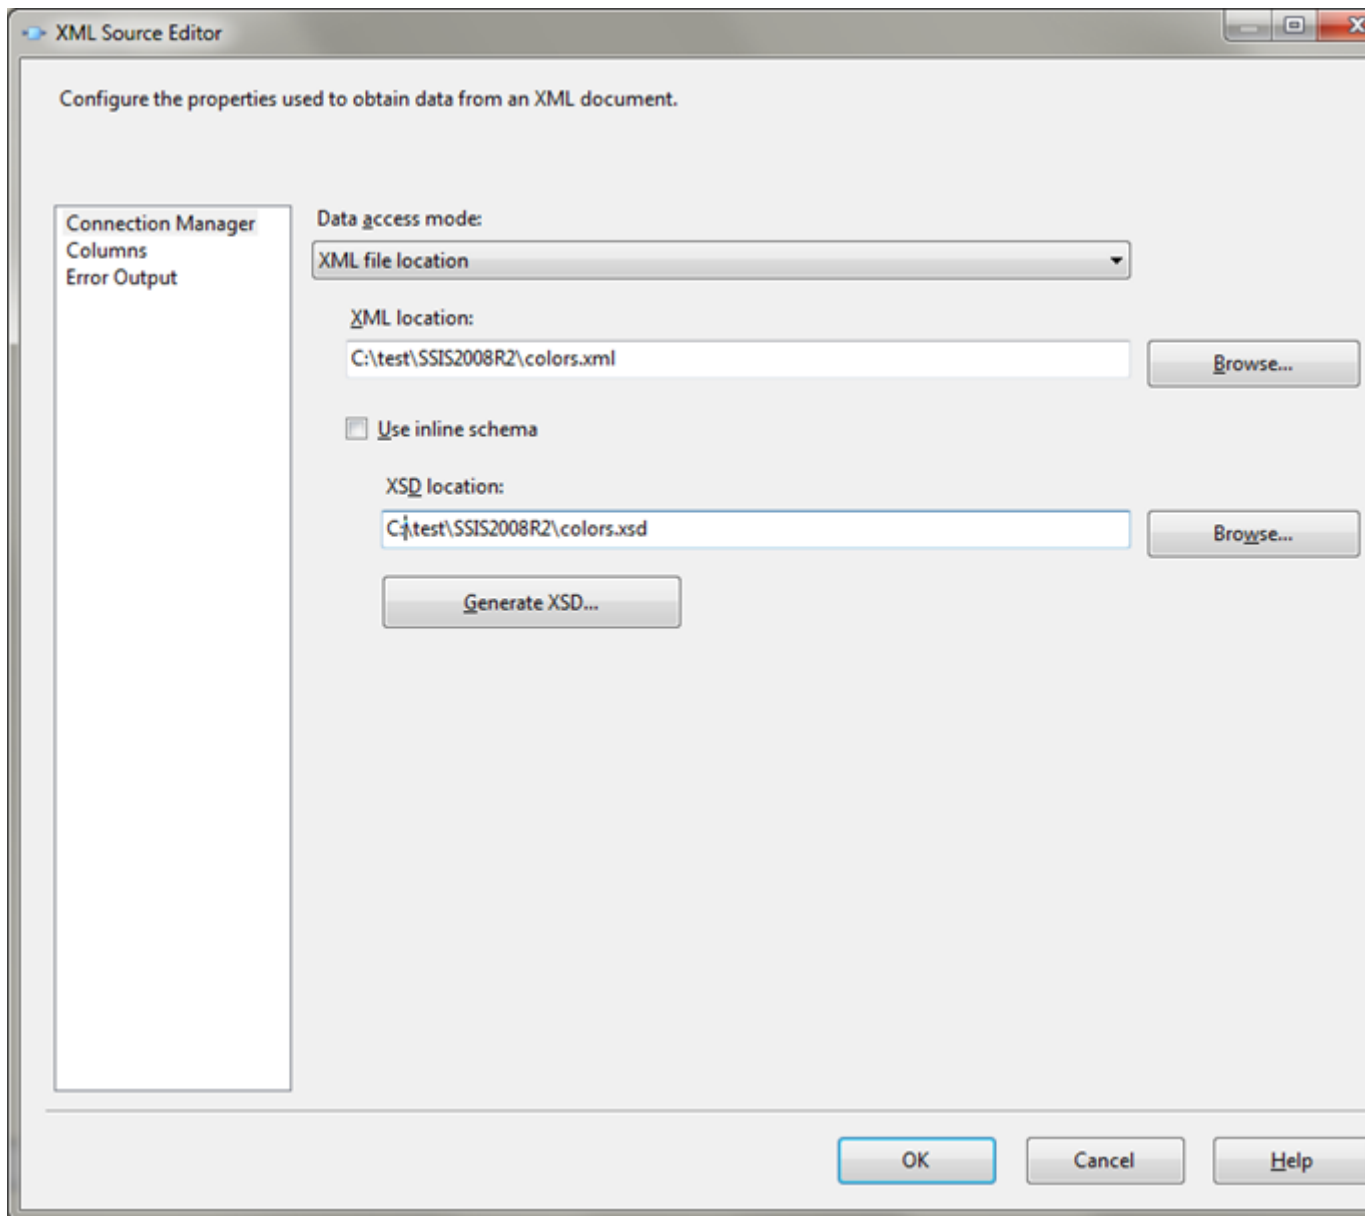 XML Source Editor
Configure the properties used to obtain data from an XML document.
Connection Manager
Columns
Error Output
Data access mode:
XML file location
XML location:
C:\test\SSIS2008R2\colors.xml
Browse...
Use inline schema
XSD location:
C:\test\SSIS2008R2\colors.xsd
Browse...
Generate XSD...
OK
Cancel
Help